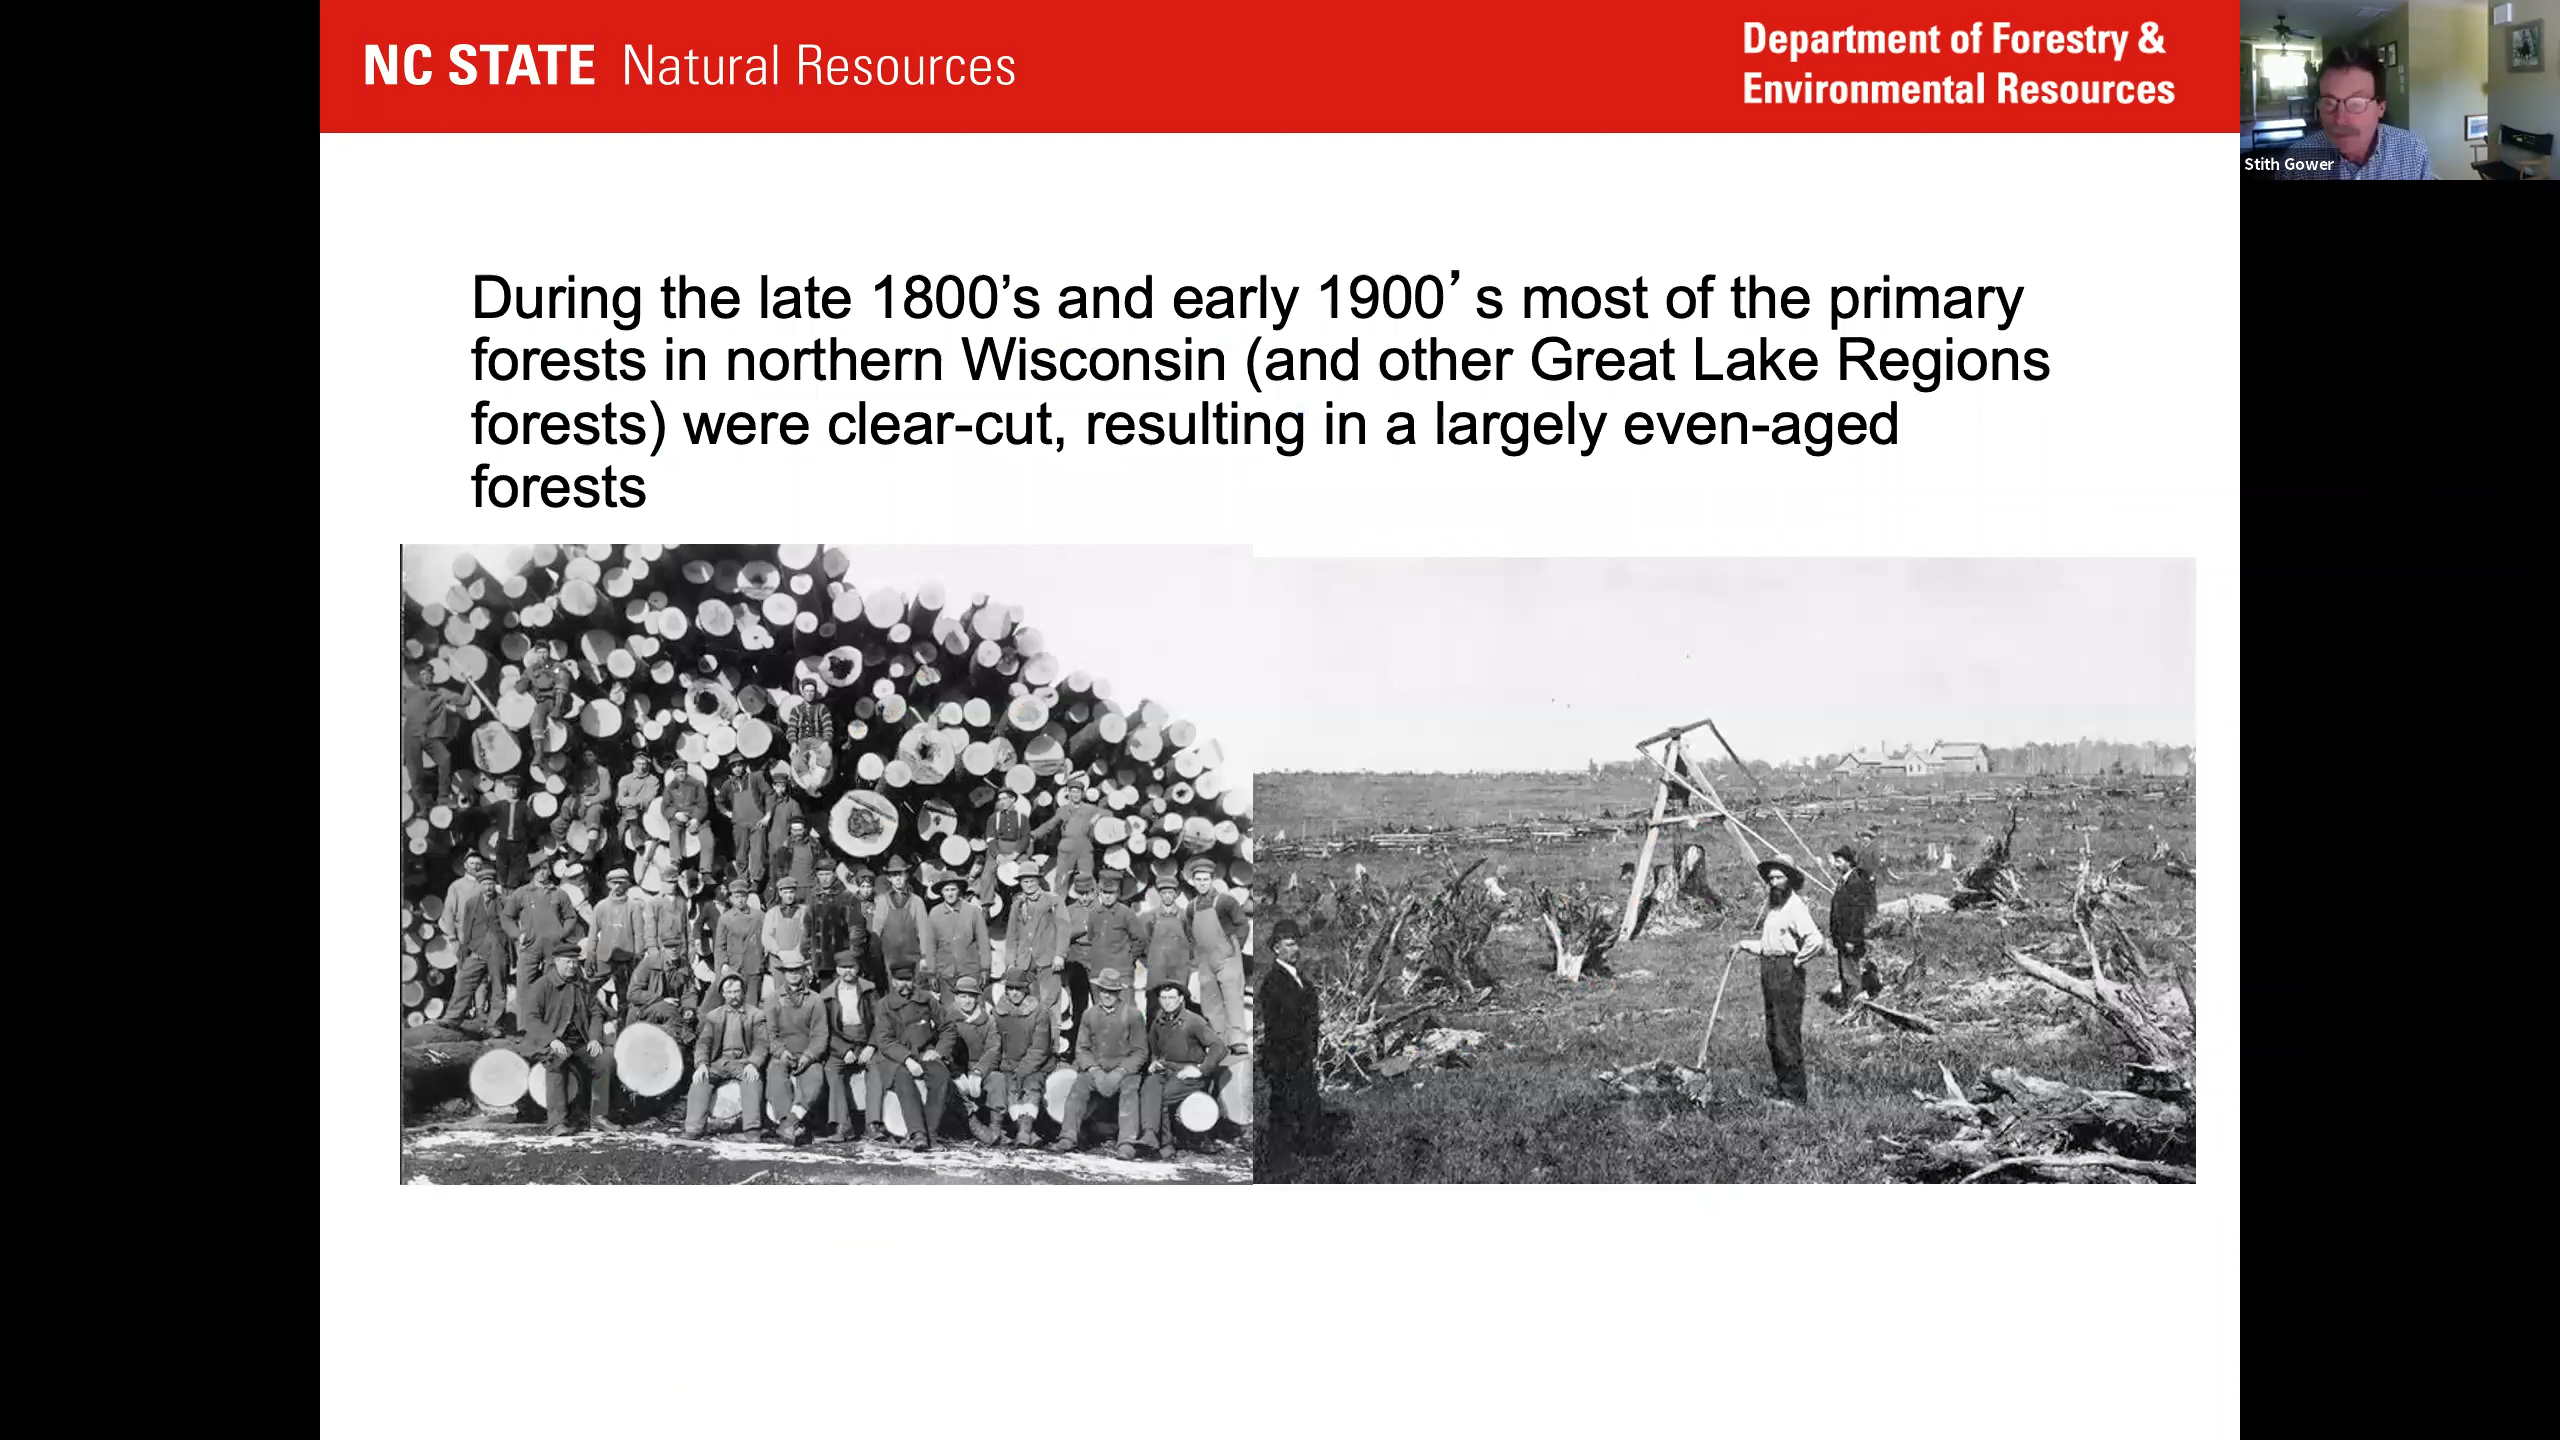 NC STATE Natural Resources
Department of Forestry &
Environmental Resources
Stith Gower
During the late 1800’s and early 1900’s most of the primary
forests in northern Wisconsin (and other Great Lake Regions
forests) were clear-cut, resulting in a largely even-aged
forests